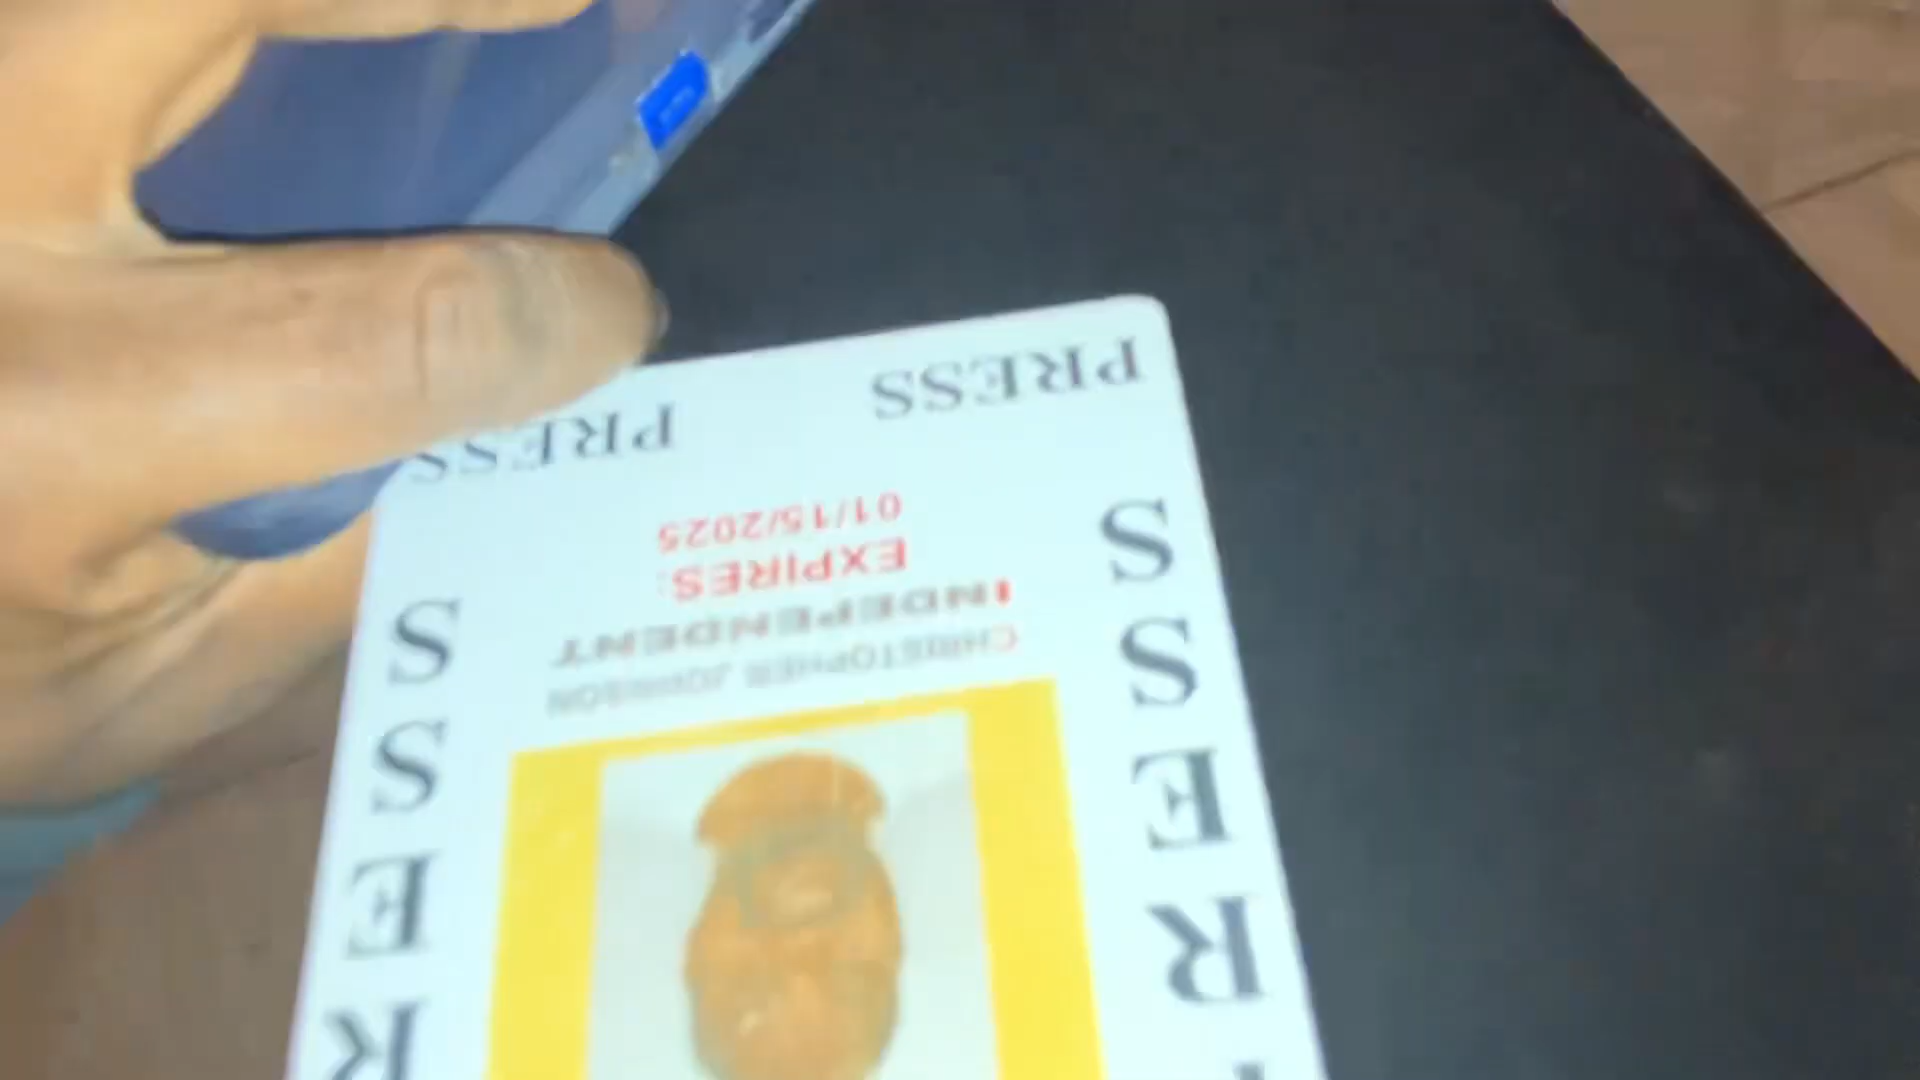 CHRISTOPHER JOHNSON
INDEPENDENT
EXPIRES:
01/15/2025
PRESS PRESS
PRESS
PRESS